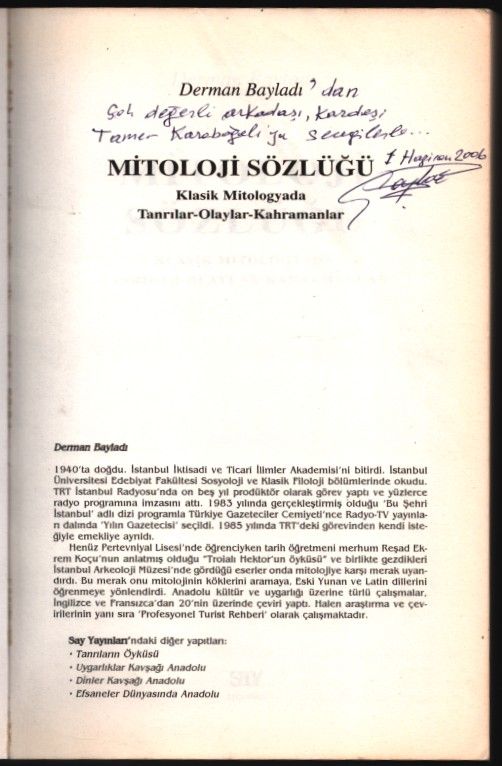 Derman Bayladı'dan
Çok değerli arkadaşı, kardeşi
Tamer Karabağeli'ya sevgilerle...
1 Haziran 2006
MİTOLOJİ SÖZLÜĞÜ
Klasik Mitologyada
Tanrılar-Olaylar-Kahramanlar
Derman Bayladı
1940'ta doğdu. İstanbul İktisadi ve Ticari İlimler Akademisi'ni bitirdi. İstanbul
Üniversitesi Edebiyat Fakültesi Sosyoloji ve Klasik Filoloji bölümlerinde okudu.
TRT İstanbul Radyosu'nda on beş yıl prodüktör olarak görev yaptı ve yüzlerce
radyo programına imzasını attı. 1983 yılında gerçekleştirmiş olduğu 'Bu Şehri
İstanbul' adlı dizi programla Türkiye Gazeteciler Cemiyeti'nce Radyo-TV yayınla-
rı dalında 'Yılın Gazetecisi' seçildi. 1985 yılında TRT'deki görevinden kendi iste-
ğiyle emekliye ayrıldı.
Henüz Pertevniyal Lisesi'nde öğrenciyken tarih öğretmeni merhum Reşad Ek-
rem Koçu'nun anlatmış olduğu "Troialı Hektor'un öyküsü" ve birlikte gezdikleri
İstanbul Arkeoloji Müzesi'nde gördüğü eserler onda mitolojiye karşı merak uyan-
dırdı. Bu merak onu mitolojinin köklerini aramaya, Eski Yunan ve Latin dillerini
öğrenmeye yönlendirdi. Anadolu kültür ve uygarlığı üzerine türlü çalışmalar,
İngilizce ve Fransızca'dan 20'nin üzerinde çeviri yaptı. Halen araştırma ve çev-
irilerinin yanı sıra 'Profesyonel Turist Rehberi' olarak çalışmaktadır.
Say Yayınları'ndaki diğer yapıtları:
• Tanrıların Öyküsü
• Uygarlıklar Kavşağı Anadolu
• Dinler Kavşağı Anadolu
• Efsaneler Dünyasında Anadolu